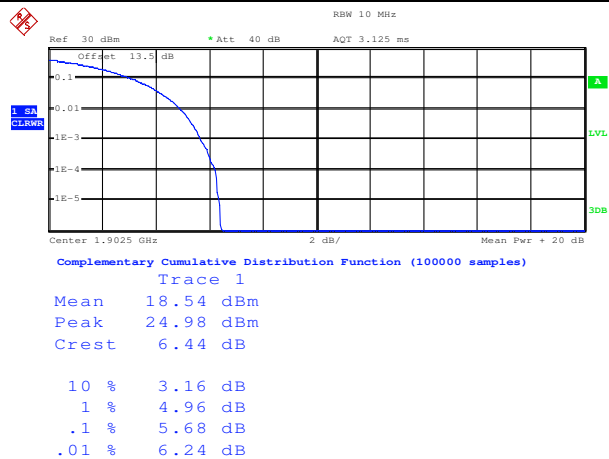 RBW 10 MHz
Ref 30 dBm *Att 40 dB AQT 3.125 ms
Offset 13.5 dB
0.1
A
0.01
1 SA
CLRWR
1E-3
LVL
1E-4
1E-5
3DB
Center 1.9025 GHz 2 dB/ Mean Pwr + 20 dB
Complementary Cumulative Distribution Function (100000 samples)
Trace 1
Mean 18.54 dBm
Peak 24.98 dBm
Crest 6.44 dB
10 % 3.16 dB
1 % 4.96 dB
.1 % 5.68 dB
.01 % 6.24 dB